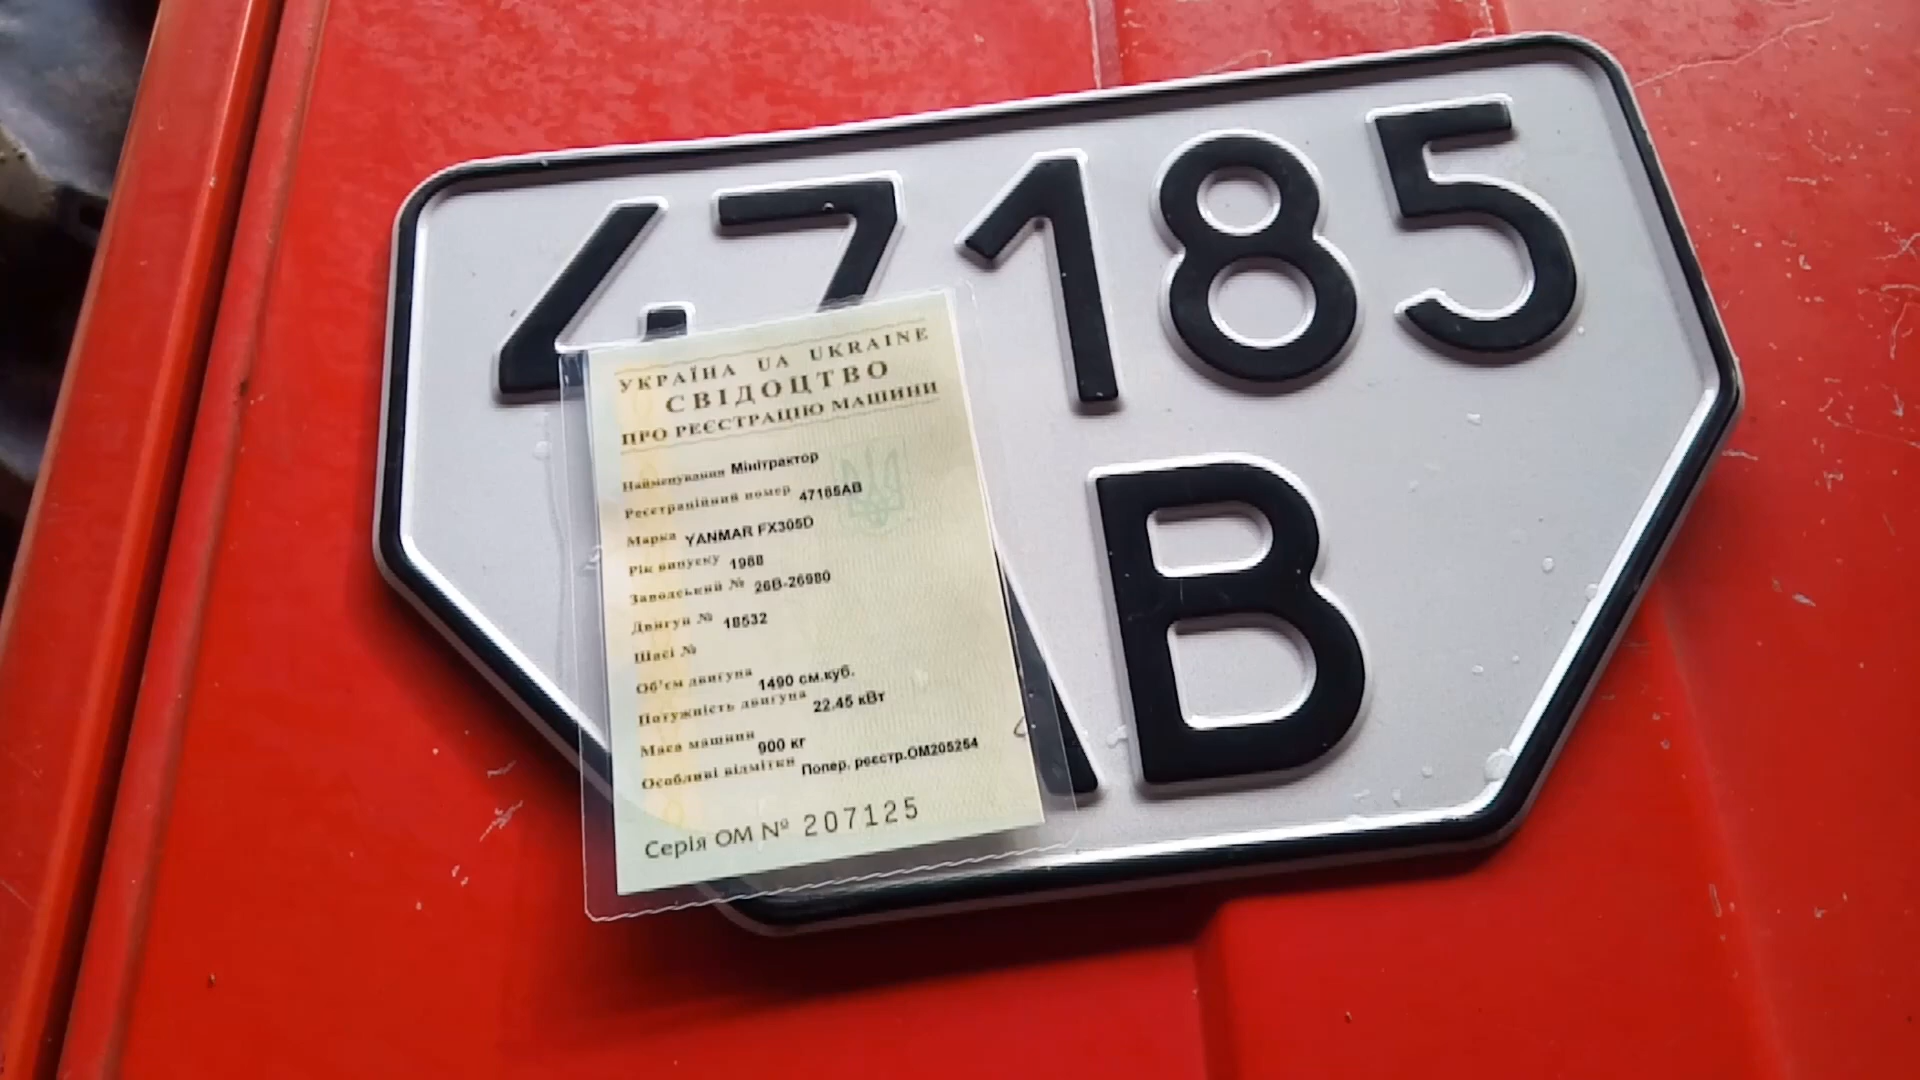 47185
AB
УКРАЇНА UA UKRAINE
СВІДОЦТВО
ПРО РЕЄСТРАЦІЮ МАШИНИ
Найменування Мінітрактор
Реєстраційний номер 47185АВ
Марка YANMAR FX305D
Рік випуску 1988
Заводський № 26В-26980
Двигун № 18532
Шасі №
Об'єм двигуна 1490 см.куб.
Потужність двигуна 22.45 кВт
Маса машини 900 кг
Особливі відмітки Попер. реєстр.ОМ205254
Серія ОМ № 207125